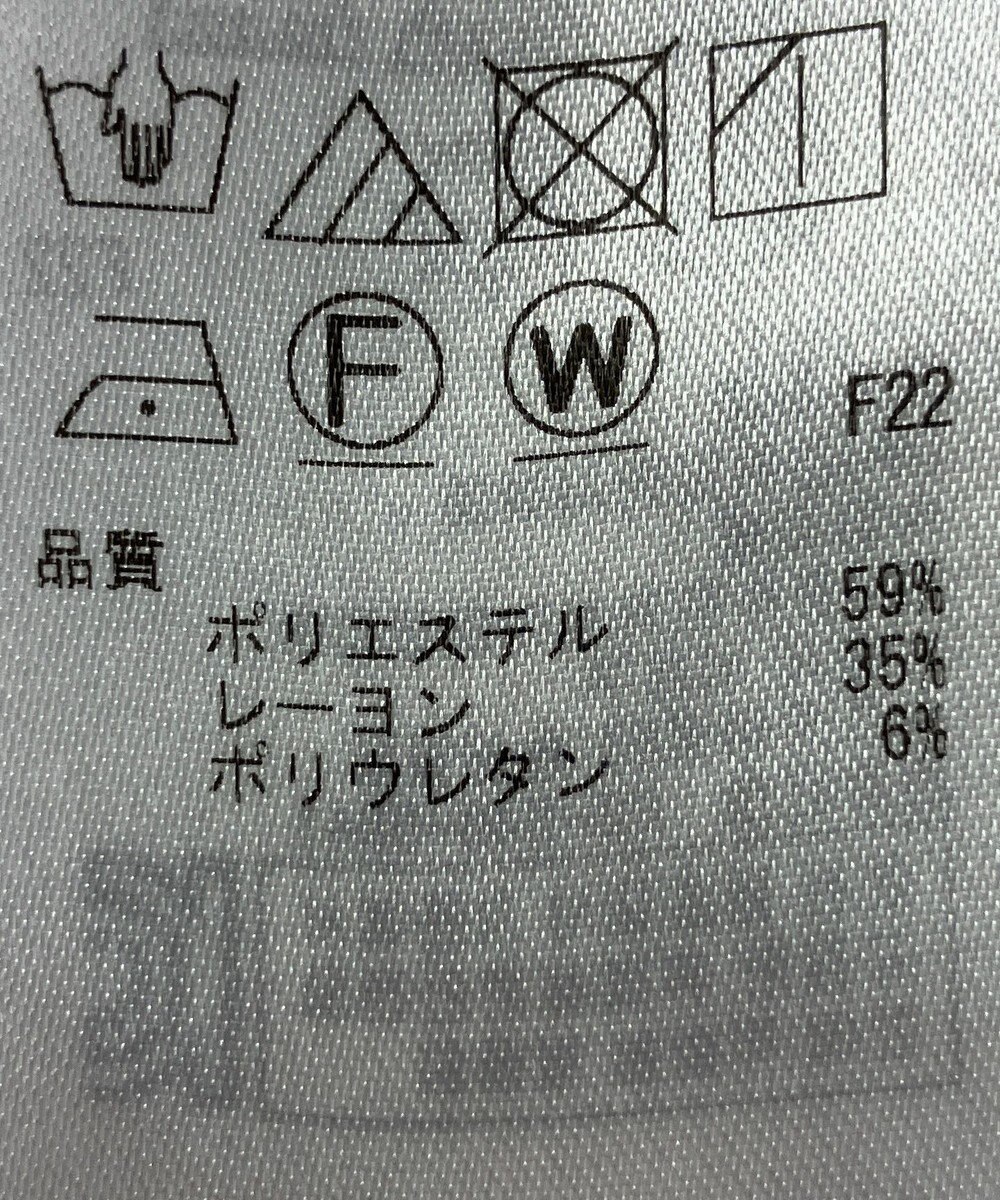 F W F22
品質
ポリエステル 59%
レーヨン 35%
ポリウレタン 6%